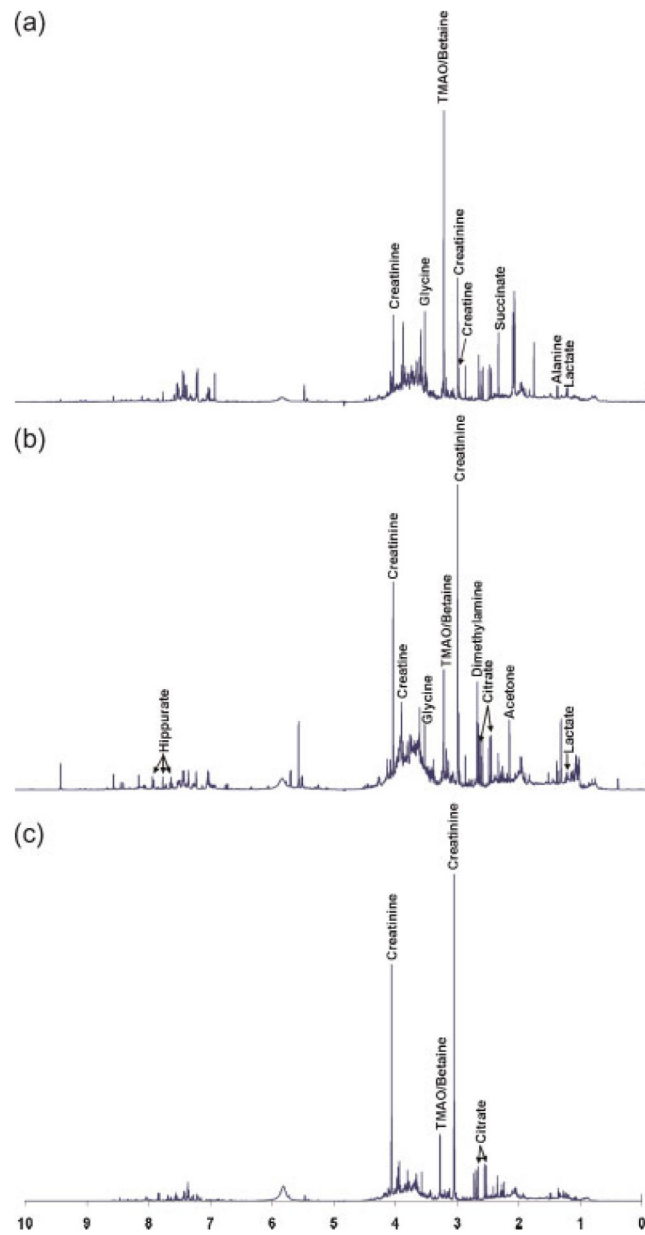 (a)
TMAO/Betaine
Creatinine
Glycine
Creatinine
Creatine
Succinate
Alanine
Lactate
(b)
Creatinine
Creatinine
Creatine
Glycine
TMAO/Betaine
Dimethylamine
Citrate
Acetone
Lactate
Hippurate
(c)
Creatinine
Creatinine
TMAO/Betaine
Citrate
10 9 8 7 6 5 4 3 2 1 0